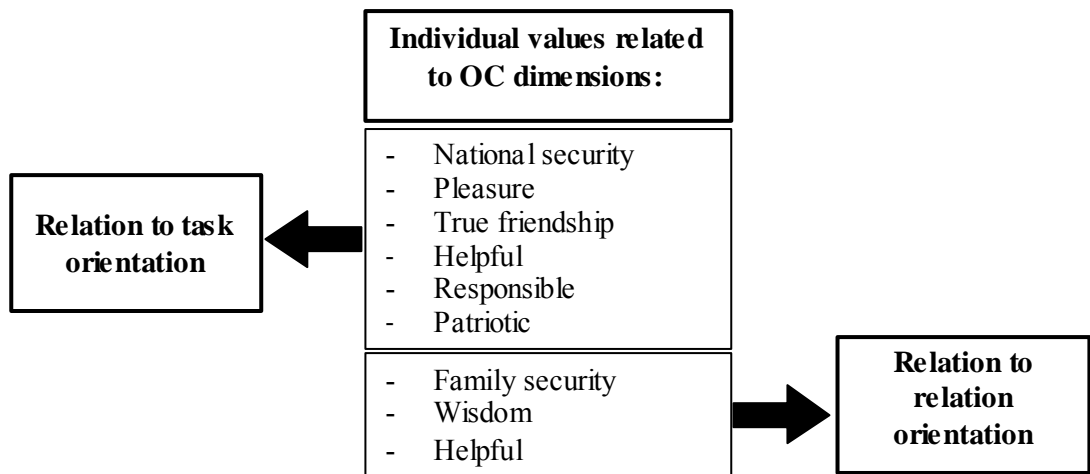 Individual values related
to OC dimensions:
- National security
- Pleasure
- True friendship
- Helpful
- Responsible
- Patriotic
Relation to task
orientation
- Family security
- Wisdom
- Helpful
Relation to
relation
orientation